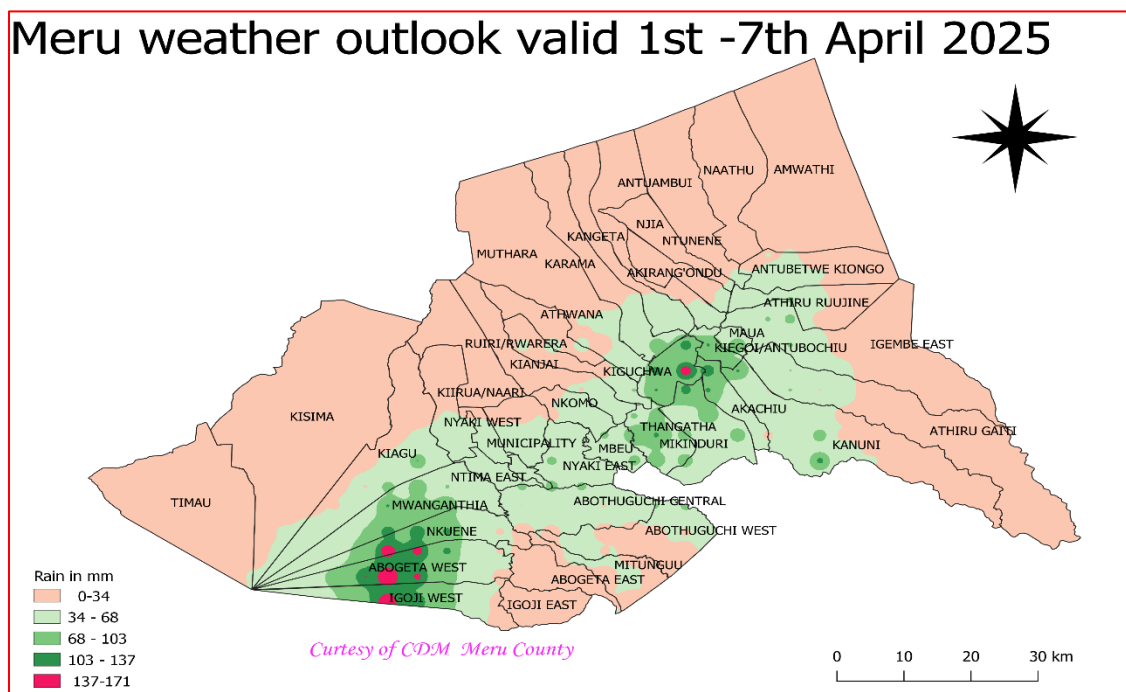 Meru weather outlook valid 1st -7th April 2025
NAATHU
AMWATHI
ANTUAMBUI
NJIA
KANGETA
NTUNENE
MUTHARA
KARAMA
AKIRANG'ONDU
ANTUBETWE KIONGO
ATHIRU RUUJINE
ATHWANA
MAUA
RUIRI/RWARERA
KIEGOI/ANTUBOCHIU
IGEMBE EAST
KIANJAI
KIGUCHWA
KIIRUA/NAARI
NKOMO
KISIMA
AKACHIU
NYAKI WEST
THANGATHA
ATHIRU GAITI
MUNICIPALITY
MIKINDURI
KANUNI
MBEU
KIAGU
NYAKI EAST
NTIMA EAST
TIMAU
MWANGANTHIA
ABOTHUGUCHI CENTRAL
NKUENE
ABOTHUGUCHI WEST
ABOGETA WEST
MITUNGUU
ABOGETA EAST
IGOJI WEST
IGOJI EAST
Rain in mm
0-34
34 - 68
68 - 103
103 - 137
137-171
Curtesy of CDM Meru County
0 10 20 30 km